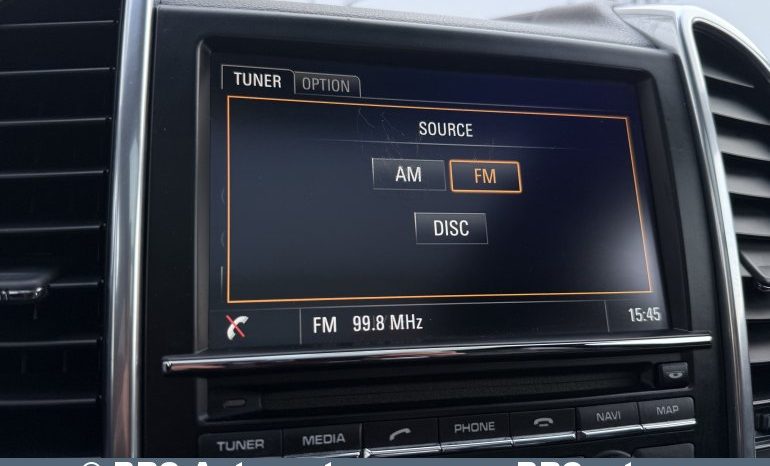 TUNER OPTION
SOURCE
AM FM
DISC
FM 99.8 MHz 15:45
TUNER MEDIA PHONE NAVI MAP